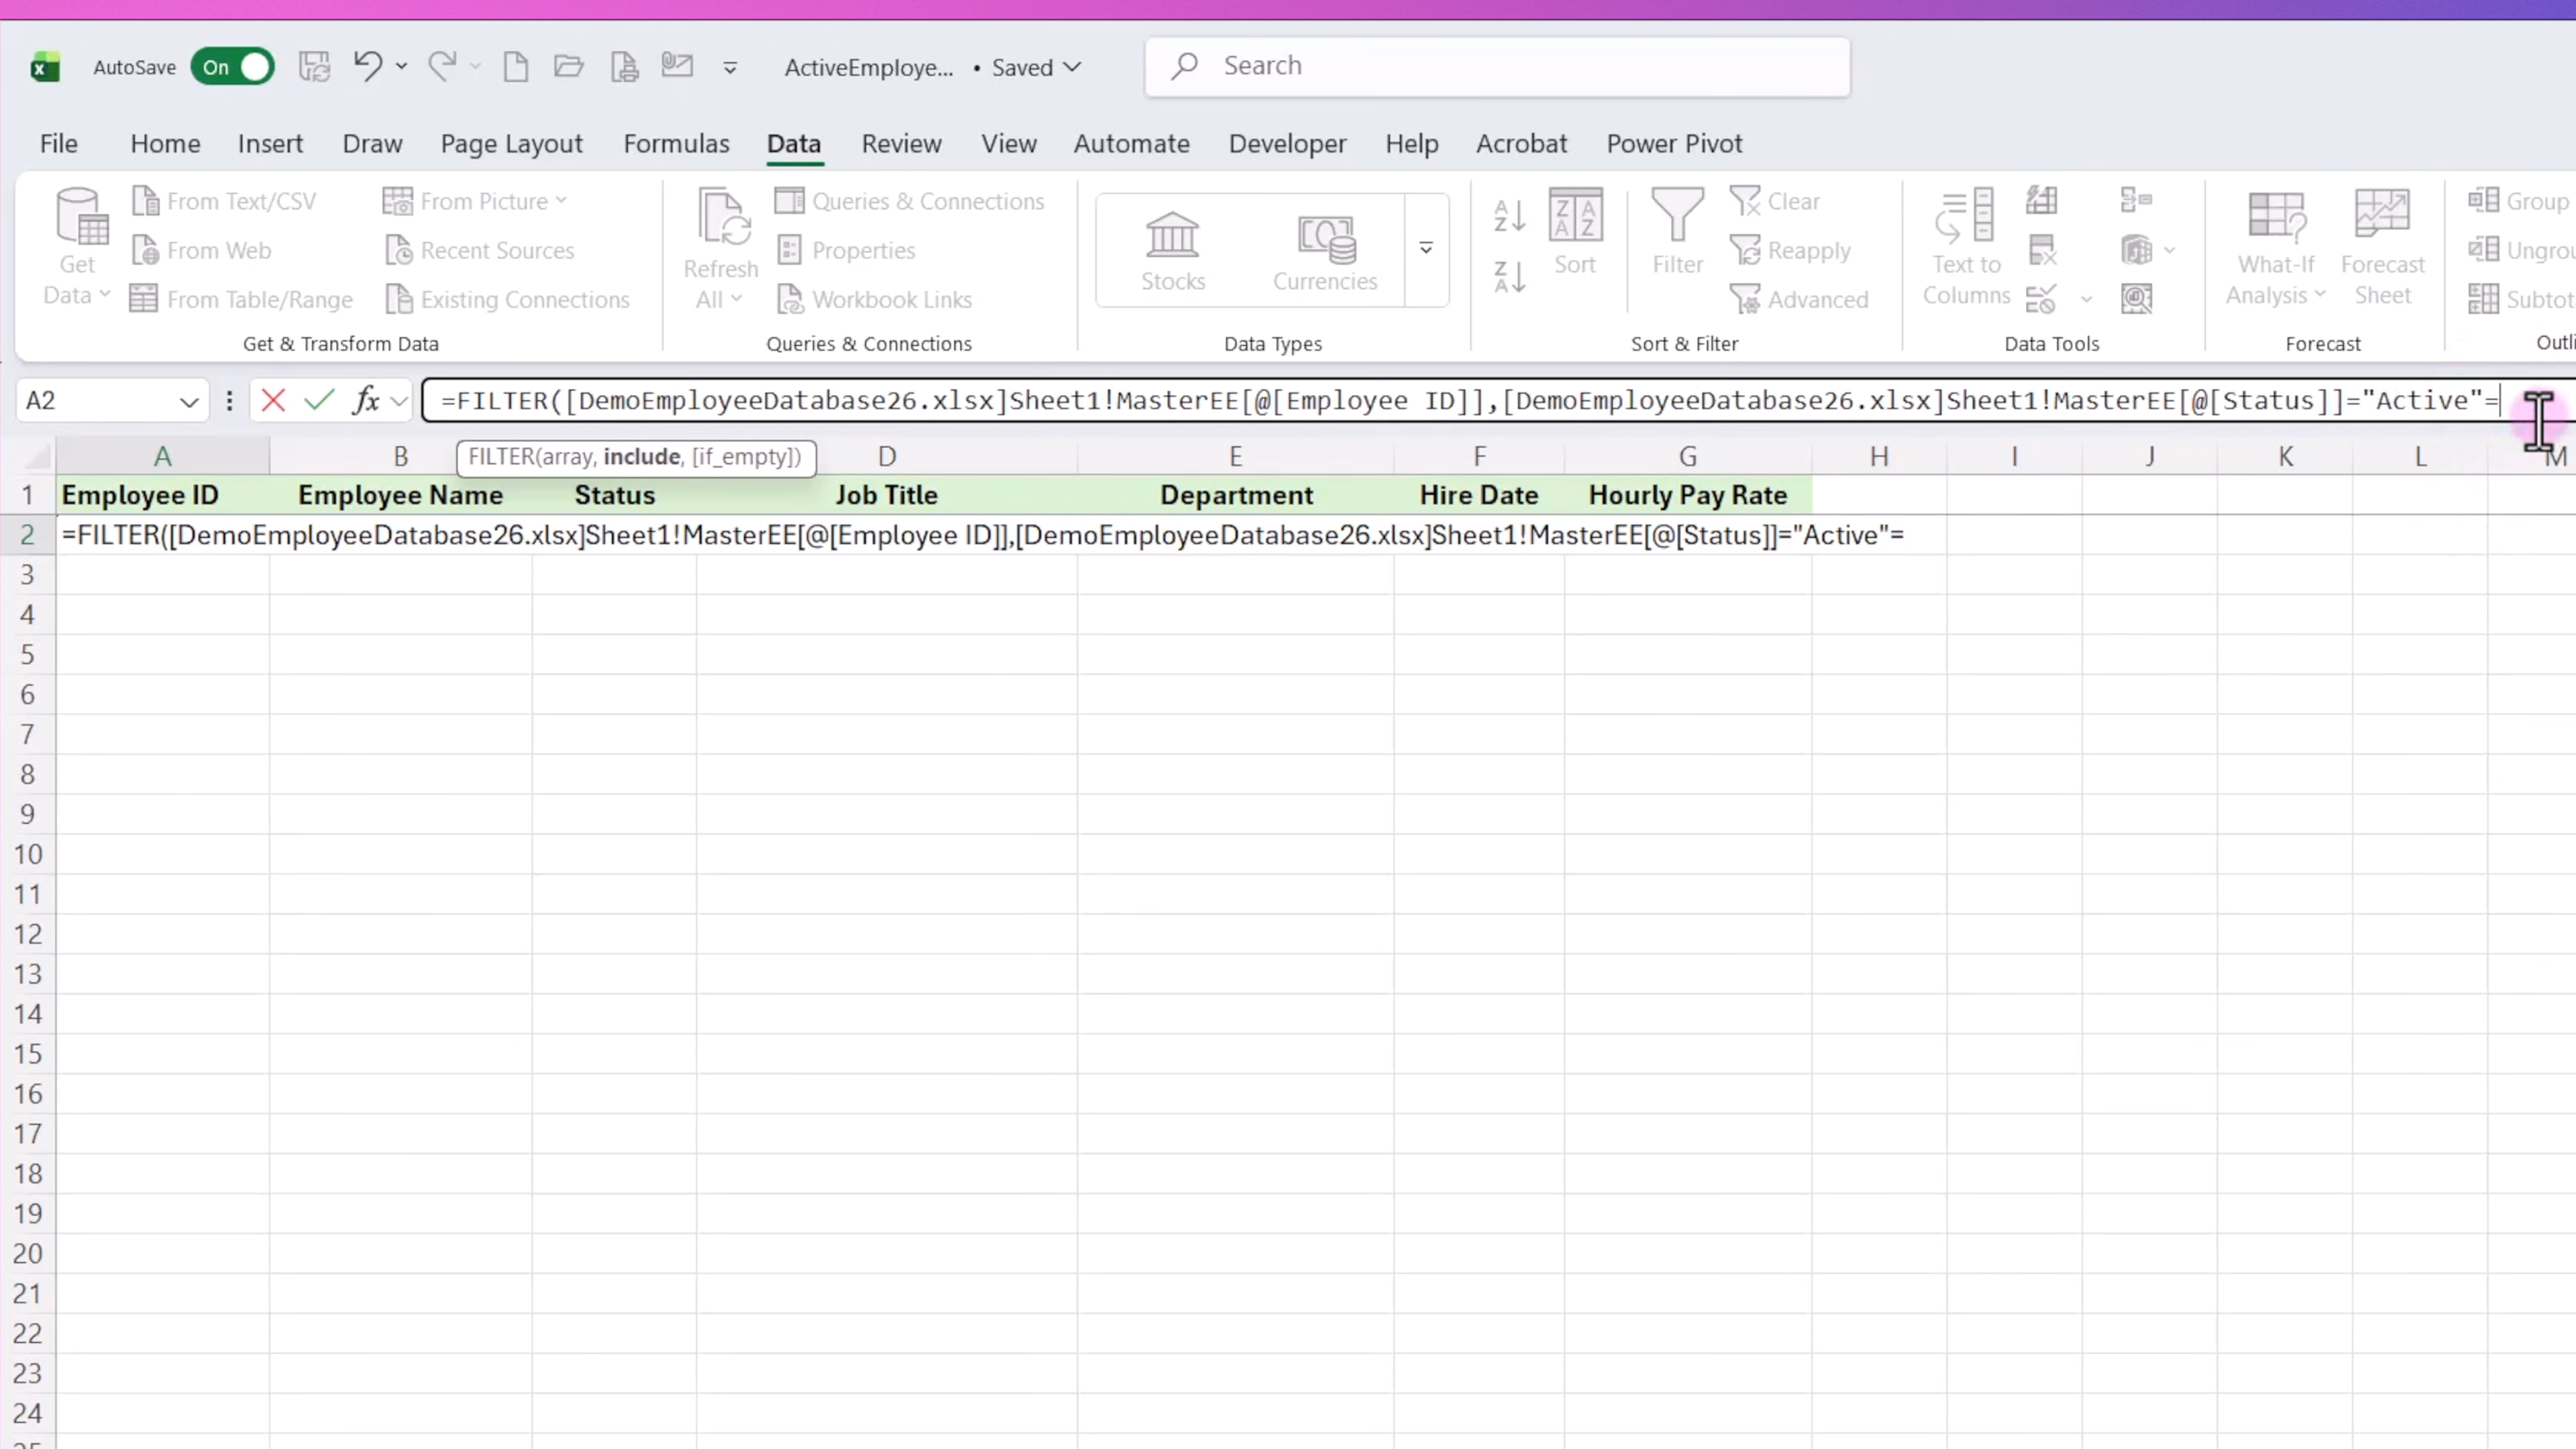 AutoSave On ActiveEmploye... • Saved Search
File Home Insert Draw Page Layout Formulas Data Review View Automate Developer Help Acrobat Power Pivot
Get Data
From Text/CSV
From Web
From Table/Range
From Picture
Recent Sources
Existing Connections
Get & Transform Data
Refresh All
Queries & Connections
Properties
Workbook Links
Queries & Connections
Stocks
Currencies
Data Types
Sort
Filter
Clear
Reapply
Advanced
Sort & Filter
Text to Columns
Data Tools
What-If Analysis
Forecast Sheet
Forecast
Group
Ungrou
Subtot
Outli
A2 fx =FILTER([DemoEmployeeDatabase26.xlsx]Sheet1!MasterEE[@[Employee ID]],[DemoEmployeeDatabase26.xlsx]Sheet1!MasterEE[@[Status]]="Active"=
FILTER(array, include, [if_empty])
A B D E F G H I J K L M
1 Employee ID Employee Name Status Job Title Department Hire Date Hourly Pay Rate
2 =FILTER([DemoEmployeeDatabase26.xlsx]Sheet1!MasterEE[@[Employee ID]],[DemoEmployeeDatabase26.xlsx]Sheet1!MasterEE[@[Status]]="Active"=
3
4
5
6
7
8
9
10
11
12
13
14
15
16
17
18
19
20
21
22
23
24